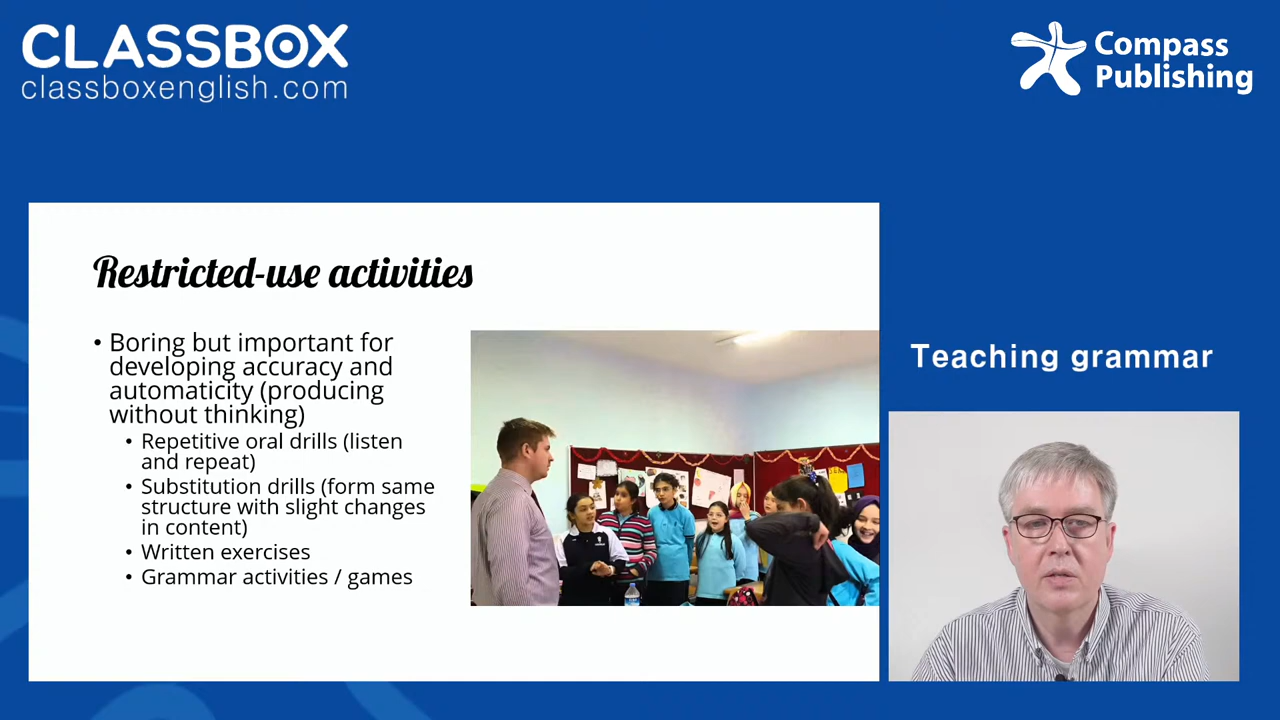 CLASSBOX
classboxenglish.com
Compass
Publishing
Restricted-use activities
• Boring but important for
developing accuracy and
automaticity (producing
without thinking)
• Repetitive oral drills (listen
and repeat)
• Substitution drills (form same
structure with slight changes
in content)
• Written exercises
• Grammar activities / games
Teaching grammar